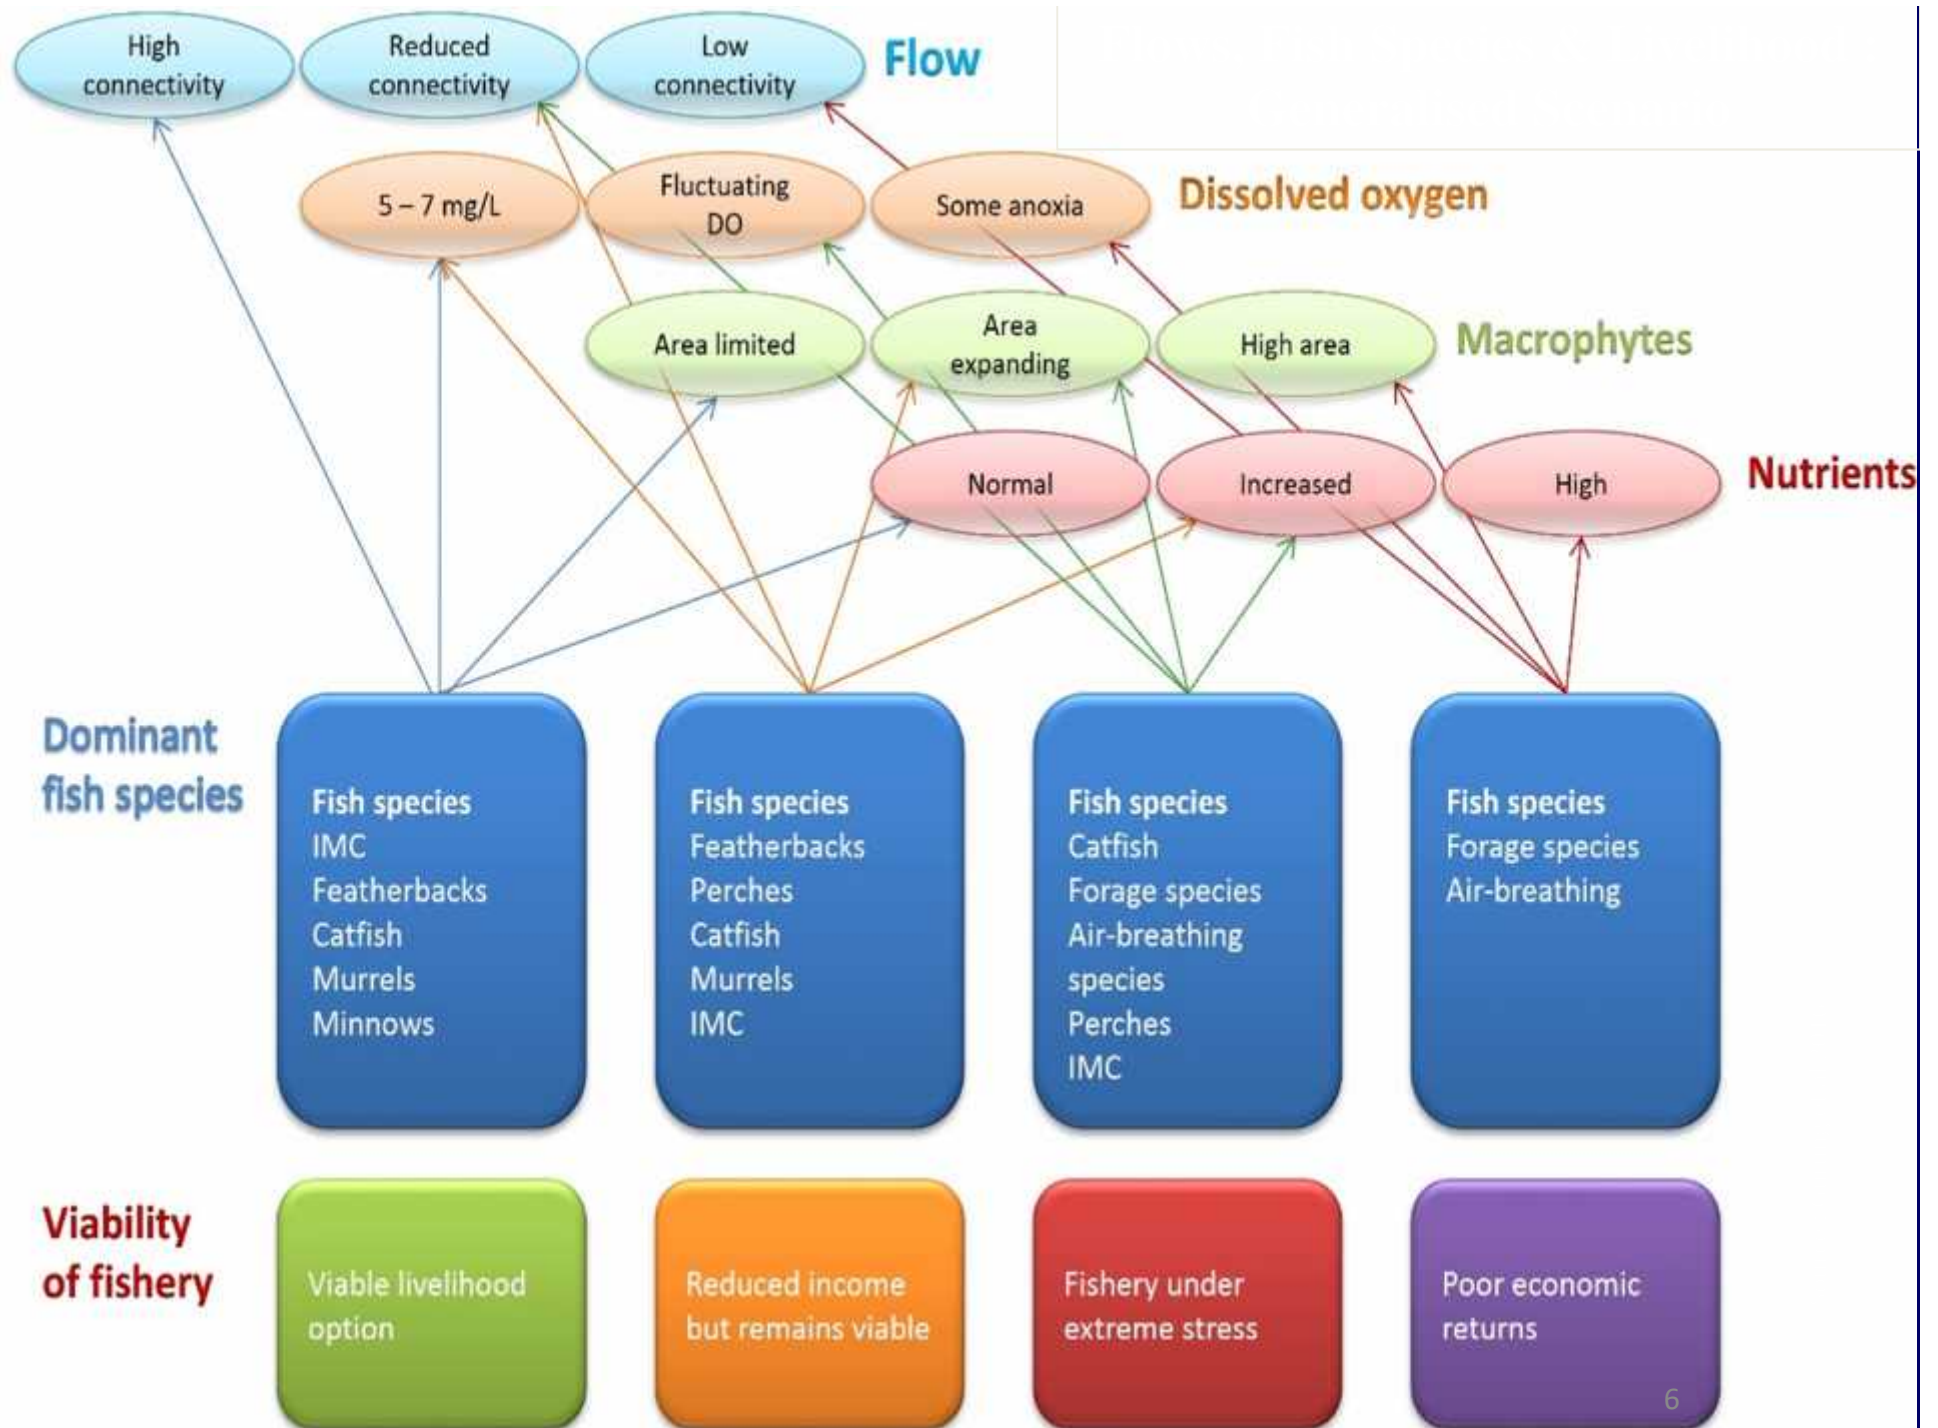 High
connectivity
Reduced
connectivity
Low
connectivity
Flow
5 – 7 mg/L
Fluctuating
DO
Some anoxia
Dissolved oxygen
Area limited
Area
expanding
High area
Macrophytes
Normal
Increased
High
Nutrients
Dominant
fish species
Fish species
IMC
Featherbacks
Catfish
Murrels
Minnows
Fish species
Featherbacks
Perches
Catfish
Murrels
IMC
Fish species
Catfish
Forage species
Air-breathing
species
Perches
IMC
Fish species
Forage species
Air-breathing
Viability
of fishery
Viable livelihood
option
Reduced income
but remains viable
Fishery under
extreme stress
Poor economic
returns
6